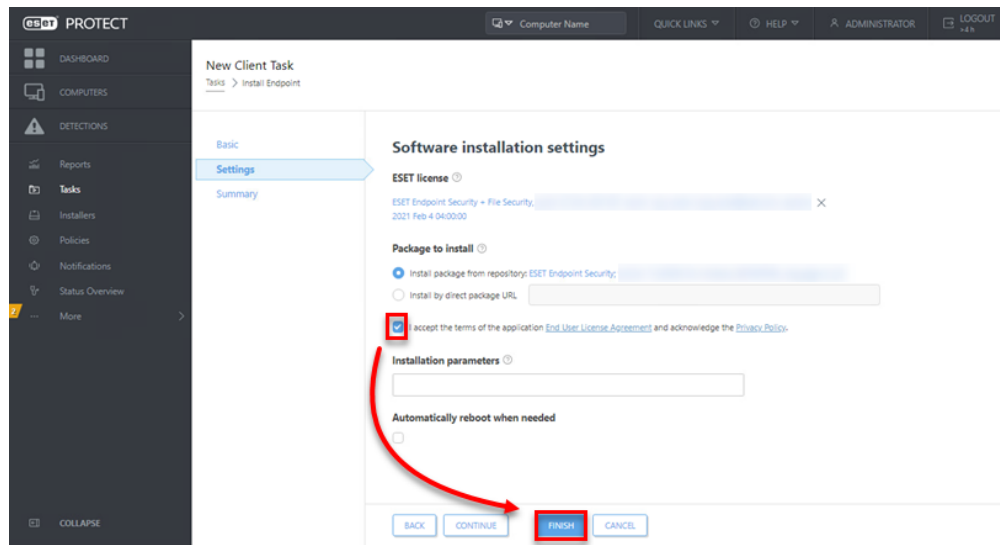 eset PROTECT
Computer Name
QUICK LINKS
HELP
ADMINISTRATOR
LOGOUT
>4 h
DASHBOARD
COMPUTERS
DETECTIONS
Reports
Tasks
Installers
Policies
Notifications
Status Overview
More
COLLAPSE
New Client Task
Tasks > Install Endpoint
Basic
Settings
Summary
Software installation settings
ESET license
ESET Endpoint Security + File Security,
2021 Feb 4 04:00:00
Package to install
Install package from repository: ESET Endpoint Security;
Install by direct package URL
I accept the terms of the application End User License Agreement and acknowledge the Privacy Policy.
Installation parameters
Automatically reboot when needed
BACK CONTINUE FINISH CANCEL